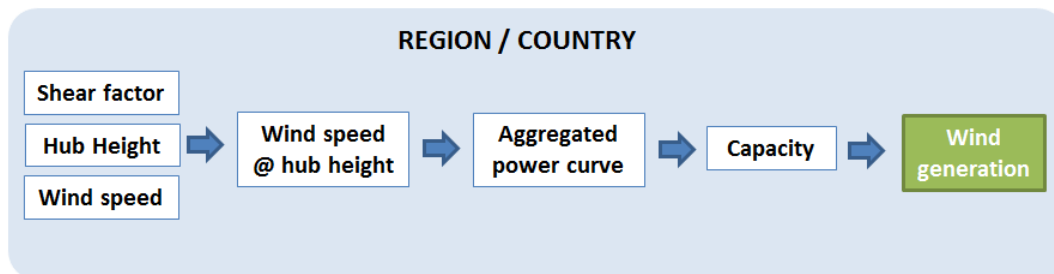 REGION / COUNTRY
Shear factor
Hub Height
Wind speed
Wind speed
@ hub height
Aggregated
power curve
Capacity
Wind
generation